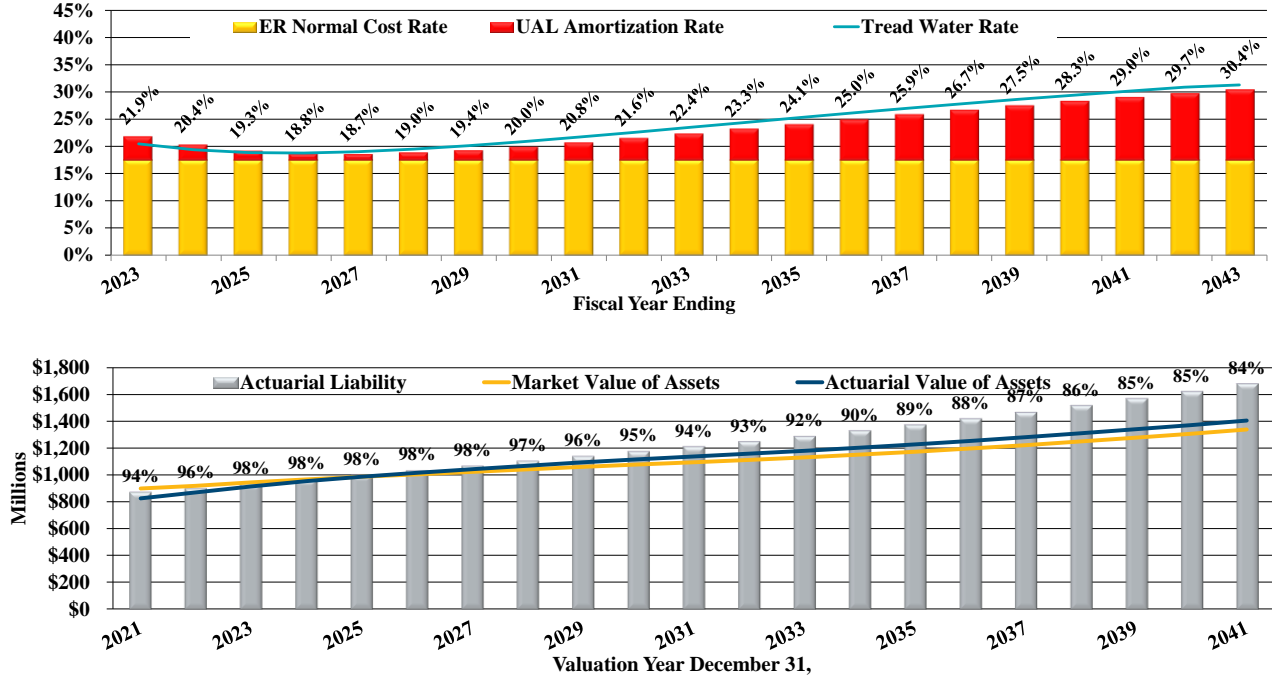 45%
40%
35%
30%
25%
20%
15%
10%
5%
0%
ER Normal Cost Rate UAL Amortization Rate Tread Water Rate
21.9% 20.4% 19.3% 18.8% 18.7% 19.0% 19.4% 20.0% 20.8% 21.6% 22.4% 23.3% 24.1% 25.0% 25.9% 26.7% 27.5% 28.3% 29.0% 29.7% 30.4%
2023 2025 2027 2029 2031 2033 2035 2037 2039 2041 2043
Fiscal Year Ending
Millions
$1,800
$1,600
$1,400
$1,200
$1,000
$800
$600
$400
$200
$0
Actuarial Liability Market Value of Assets Actuarial Value of Assets
94% 96% 98% 98% 98% 98% 98% 97% 96% 95% 94% 93% 92% 90% 89% 88% 87% 86% 85% 85% 84%
2021 2023 2025 2027 2029 2031 2033 2035 2037 2039 2041
Valuation Year December 31,